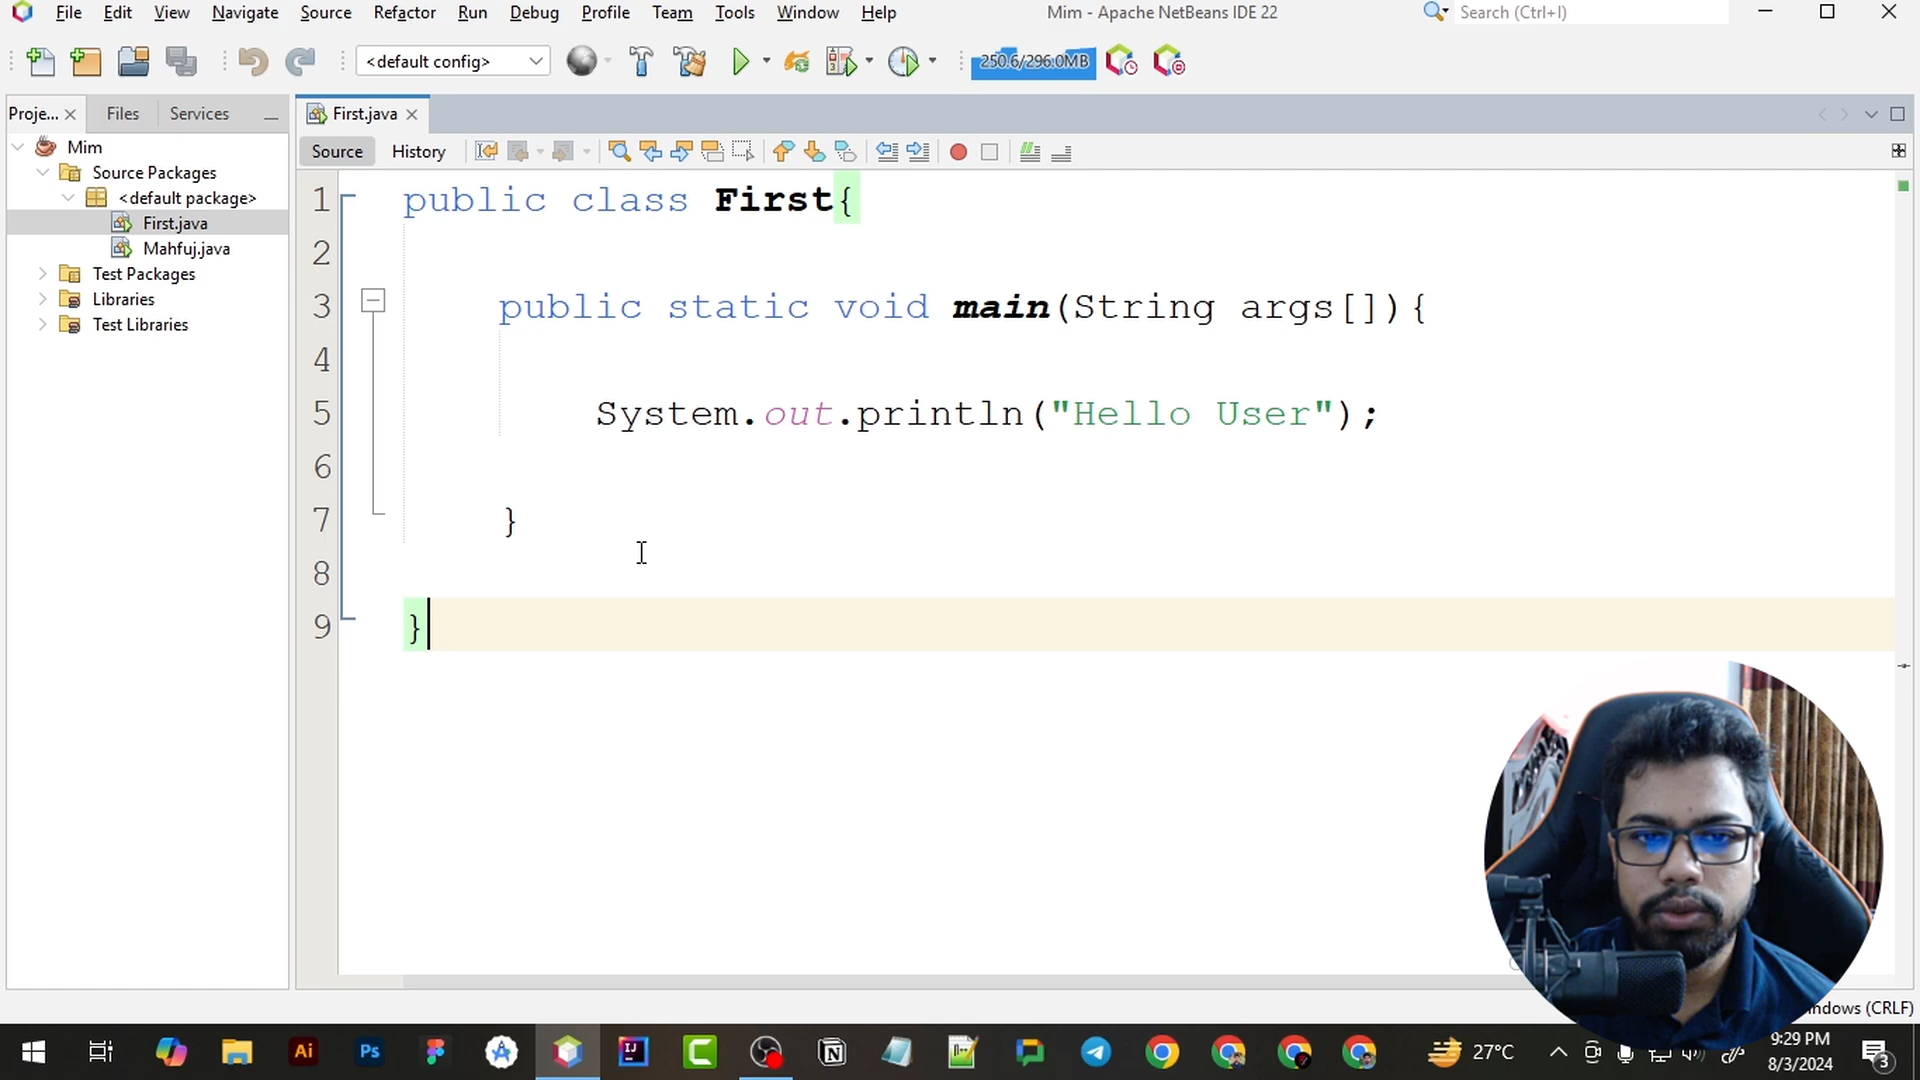 File Edit View Navigate Source Refactor Run Debug Profile Team Tools Window Help Mim - Apache NetBeans IDE 22 Search (Ctrl+I)
<default config> 250.6/296.0MB
Proje... Files Services First.java
Source History
Mim
Source Packages
<default package>
First.java
Mahfuj.java
Test Packages
Libraries
Test Libraries
1 public class First{
2
3 public static void main(String args[]){
4
5 System.out.println("Hello User");
6
7 }
8
9 }
ndows (CRLF)
Ai Ps 27°C 9:29 PM
8/3/2024 3